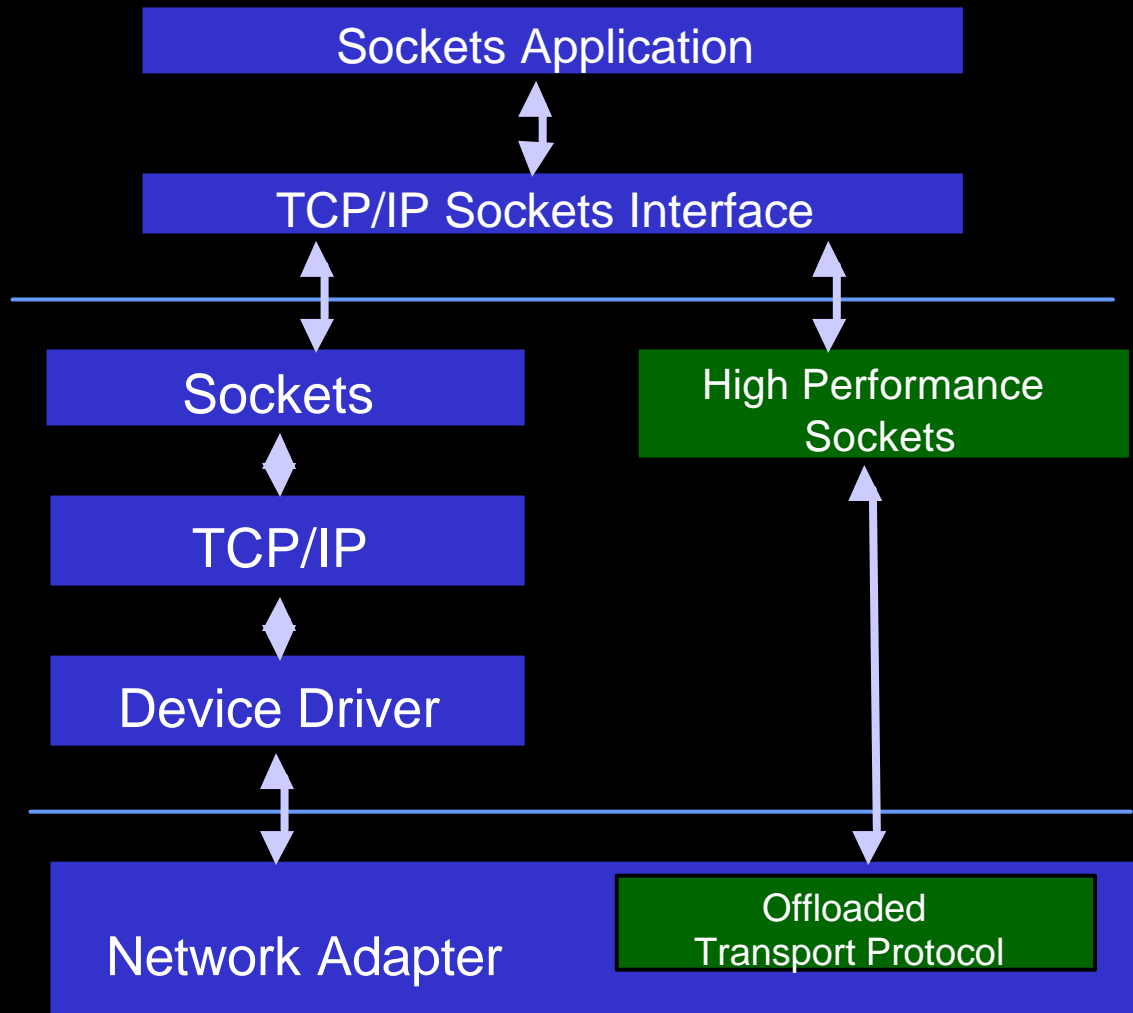 Sockets Application
TCP/IP Sockets Interface
Sockets
High Performance
Sockets
TCP/IP
Device Driver
Network Adapter
Offloaded
Transport Protocol